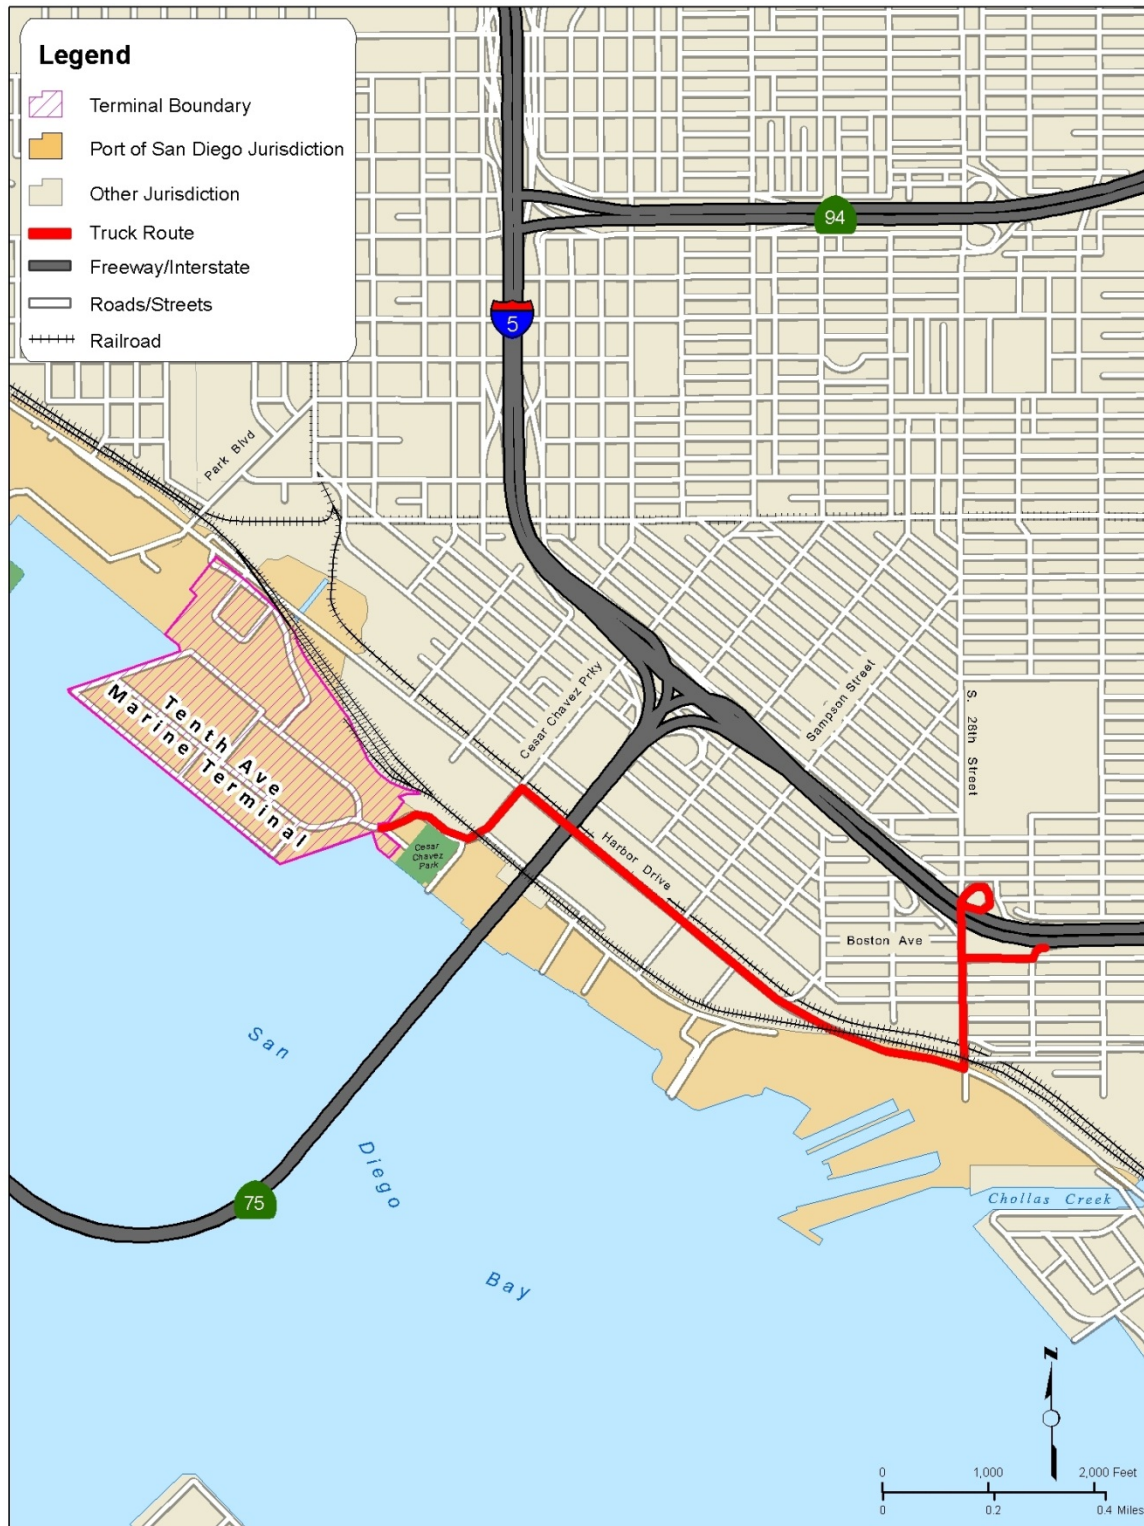 Legend
Terminal Boundary
Port of San Diego Jurisdiction
Other Jurisdiction
Truck Route
Freeway/Interstate
Roads/Streets
Railroad
94
5
Park Blvd
Cesar Chavez Prky
Sampson Street
S. 28th Street
Tenth Ave
Marine Terminal
Cesar
Chavez
Park
Harbor Drive
Boston Ave
San
Diego
Bay
75
Chollas Creek
N
0 1,000 2,000 Feet
0 0.2 0.4 Miles